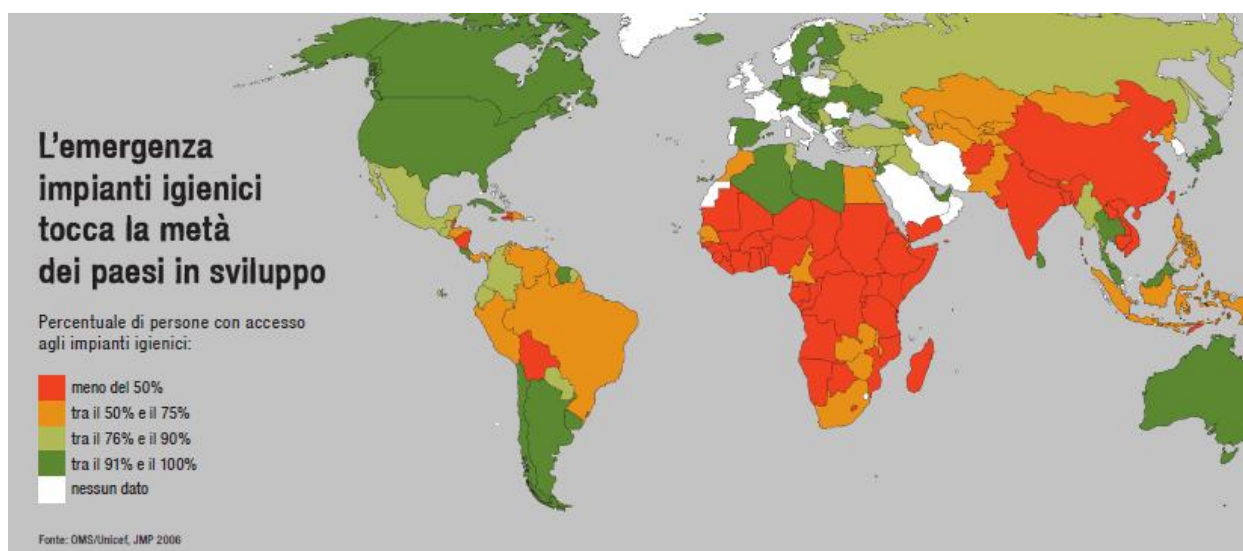 L'emergenza
impianti igienici
tocca la metà
dei paesi in sviluppo
Percentuale di persone con accesso
agli impianti igienici:
meno del 50%
tra il 50% e il 75%
tra il 76% e il 90%
tra il 91% e il 100%
nessun dato
Fonte: OMS/Unicef, JMP 2006